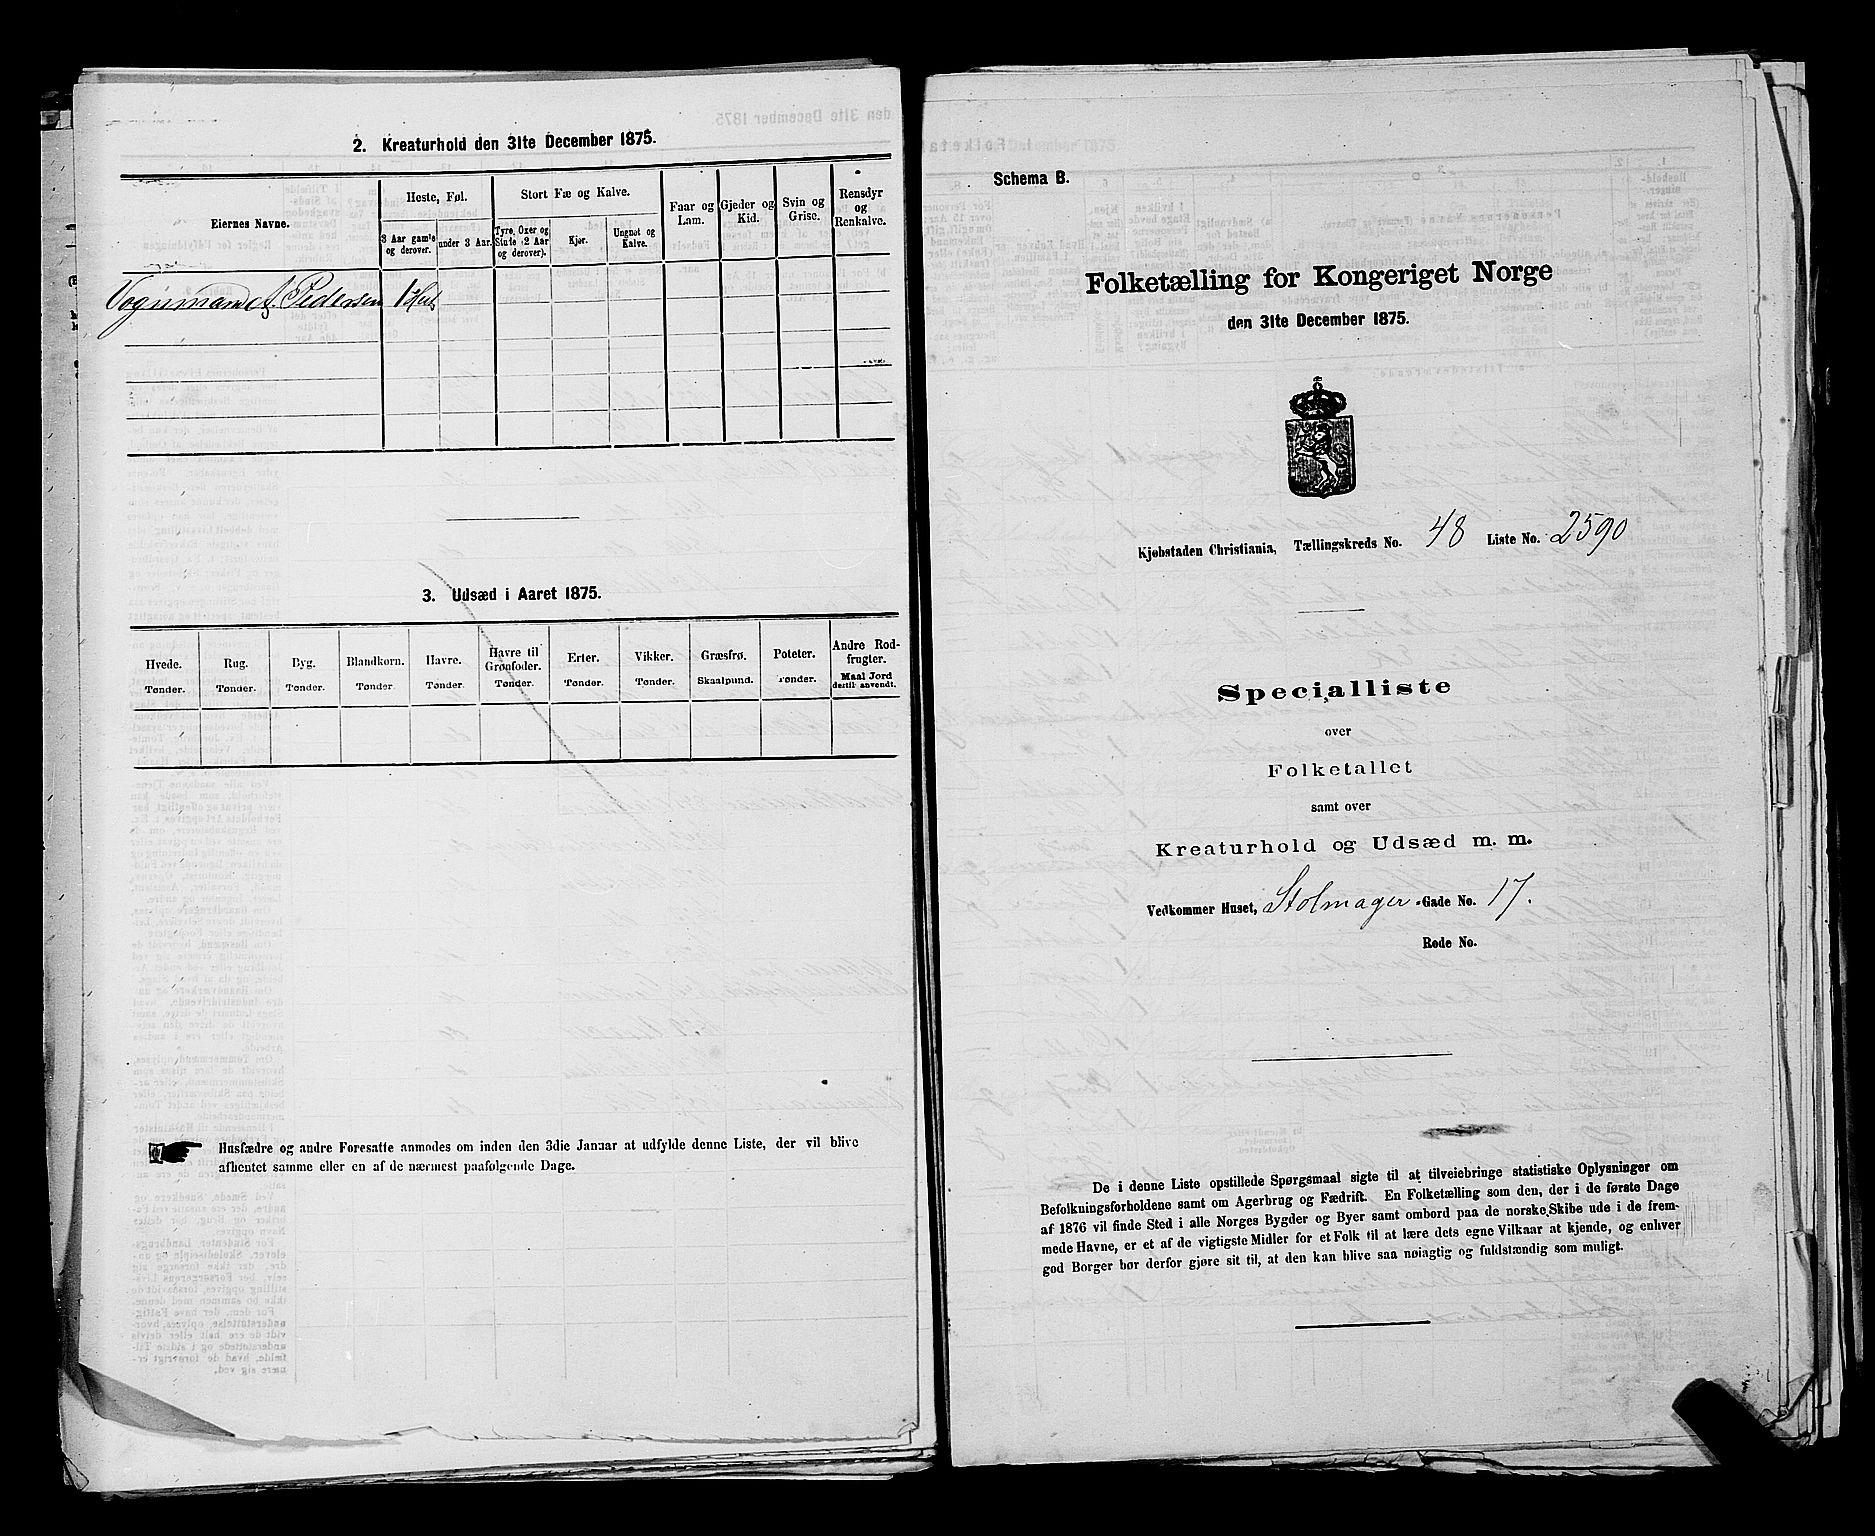 2. Kreaturhold den 31te December 1875.
Eiernes Navne.
Heste, Føl.
3 Aar gamle og derover.
under 3 Aar.
Stort Fæ og Kalve.
Tyre, Oxer og Stude (2 Aar og derover).
Kjør.
Ungnøt og Kalve.
Faar og Lam.
Gjeder og Kid.
Svin og Grise.
Rensdyr og Renkalve.
Vognmand A. Pedersen 1 Hest
3. Udsæd i Aaret 1875.
Hvede. Tønder.
Rug. Tønder.
Byg. Tønder.
Blandkorn. Tønder.
Havre. Tønder.
Havre til Grønfoder. Tønder.
Erter. Tønder.
Vikker. Tønder.
Græsfrø. Skaalpund.
Poteter. Tønder.
Andre Rodfrugter. Maal Jord dertil anvendt.
Husfædre og andre Foresatte anmodes om inden den 3die Januar at udfylde denne Liste, der vil blive
afhentet samme eller en af de nærmest paafølgende Dage.
Schema B.
Folketælling for Kongeriget Norge
den 31te December 1875.
Kjøbstaden Christiania, Tællingskreds No. 48 Liste No. 2590
Specialliste
over
Folketallet
samt over
Kreaturhold og Udsæd m. m.
Vedkommer Huset, Stolmager-Gade No. 17.
Rode No.
De i denne Liste opstillede Spørgsmaal sigte til at tilveiebringe statistiske Oplysninger om
Befolkningsforholdene samt om Agerbrug og Fædrift. En Folketælling som den, der i de første Dage
af 1876 vil finde Sted i alle Norges Bygder og Byer samt ombord paa de norske Skibe ude i de frem-
mede Havne, er et af de vigtigste Midler for et Folk til at lære dets egne Vilkaar at kjende, og enhver
god Borger bør derfor gjøre sit til, at den kan blive saa nøiagtig og fuldstændig som muligt.